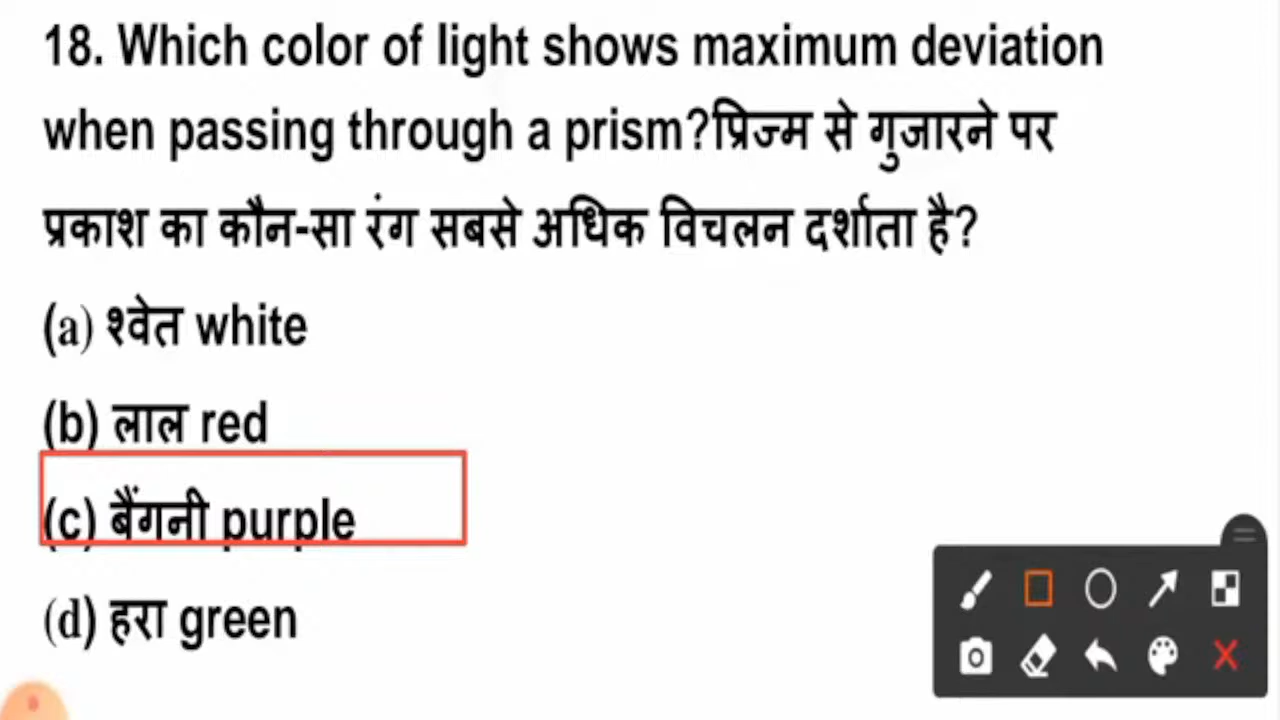 18. Which color of light shows maximum deviation
when passing through a prism?प्रिज्म से गुजारने पर
प्रकाश का कौन-सा रंग सबसे अधिक विचलन दर्शाता है?
(a) श्वेत white
(b) लाल red
(c) बैंगनी purple
(d) हरा green